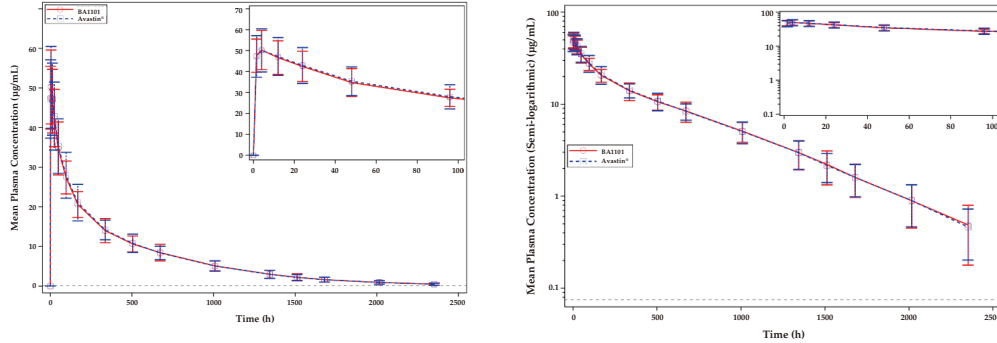 BA1101
Avastin®
Mean Plasma Concentration (µg/mL)
60
50
40
30
20
10
0
0 500 1000 1500 2000 2500
Time (h)
70
60
50
40
30
20
10
0
0 20 40 60 80 100
Mean Plasma Concentration (Semi-logarithmic) (µg/mL)
100
10
1
0.1
0 500 1000 1500 2000 2500
Time (h)
BA1101
Avastin®
100
10
1
0.1
0 20 40 60 80 100